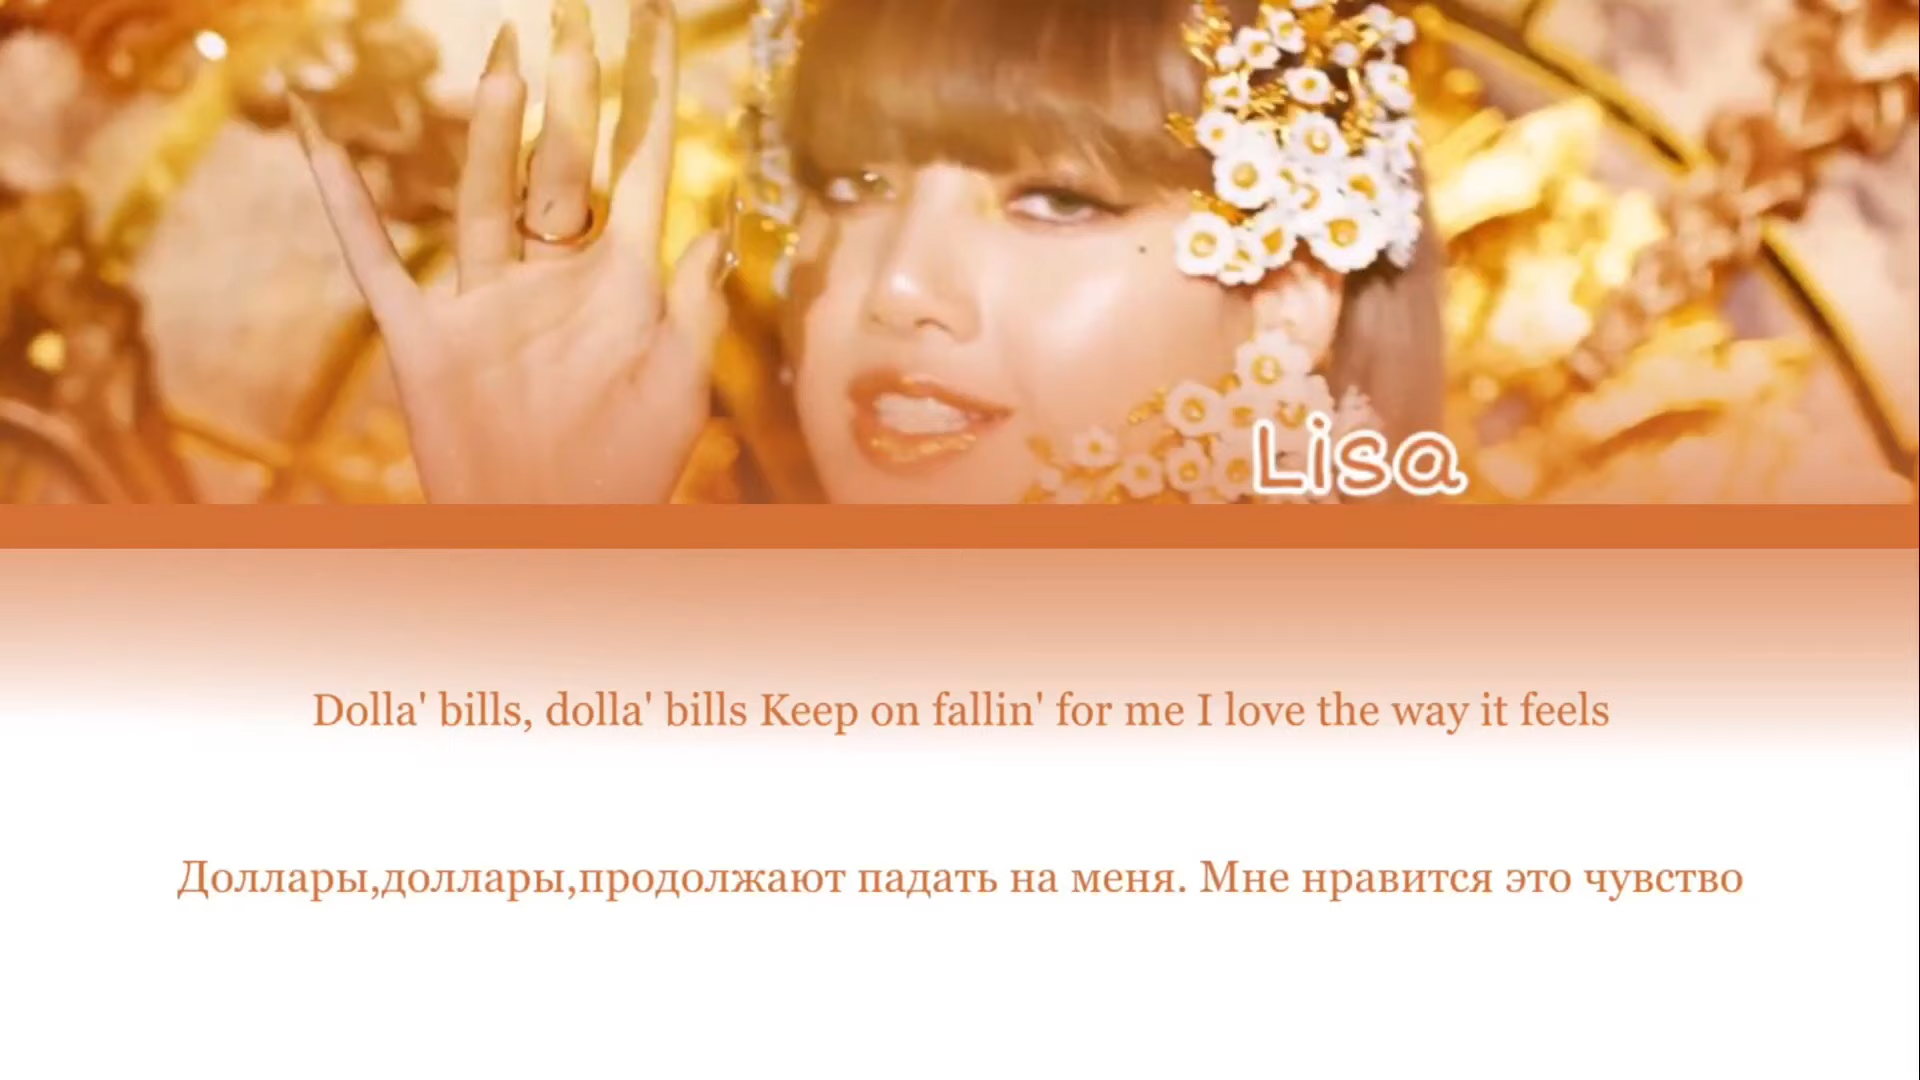 Lisa
Dolla' bills, dolla' bills Keep on fallin' for me I love the way it feels
Доллары,доллары,продолжают падать на меня. Мне нравится это чувство